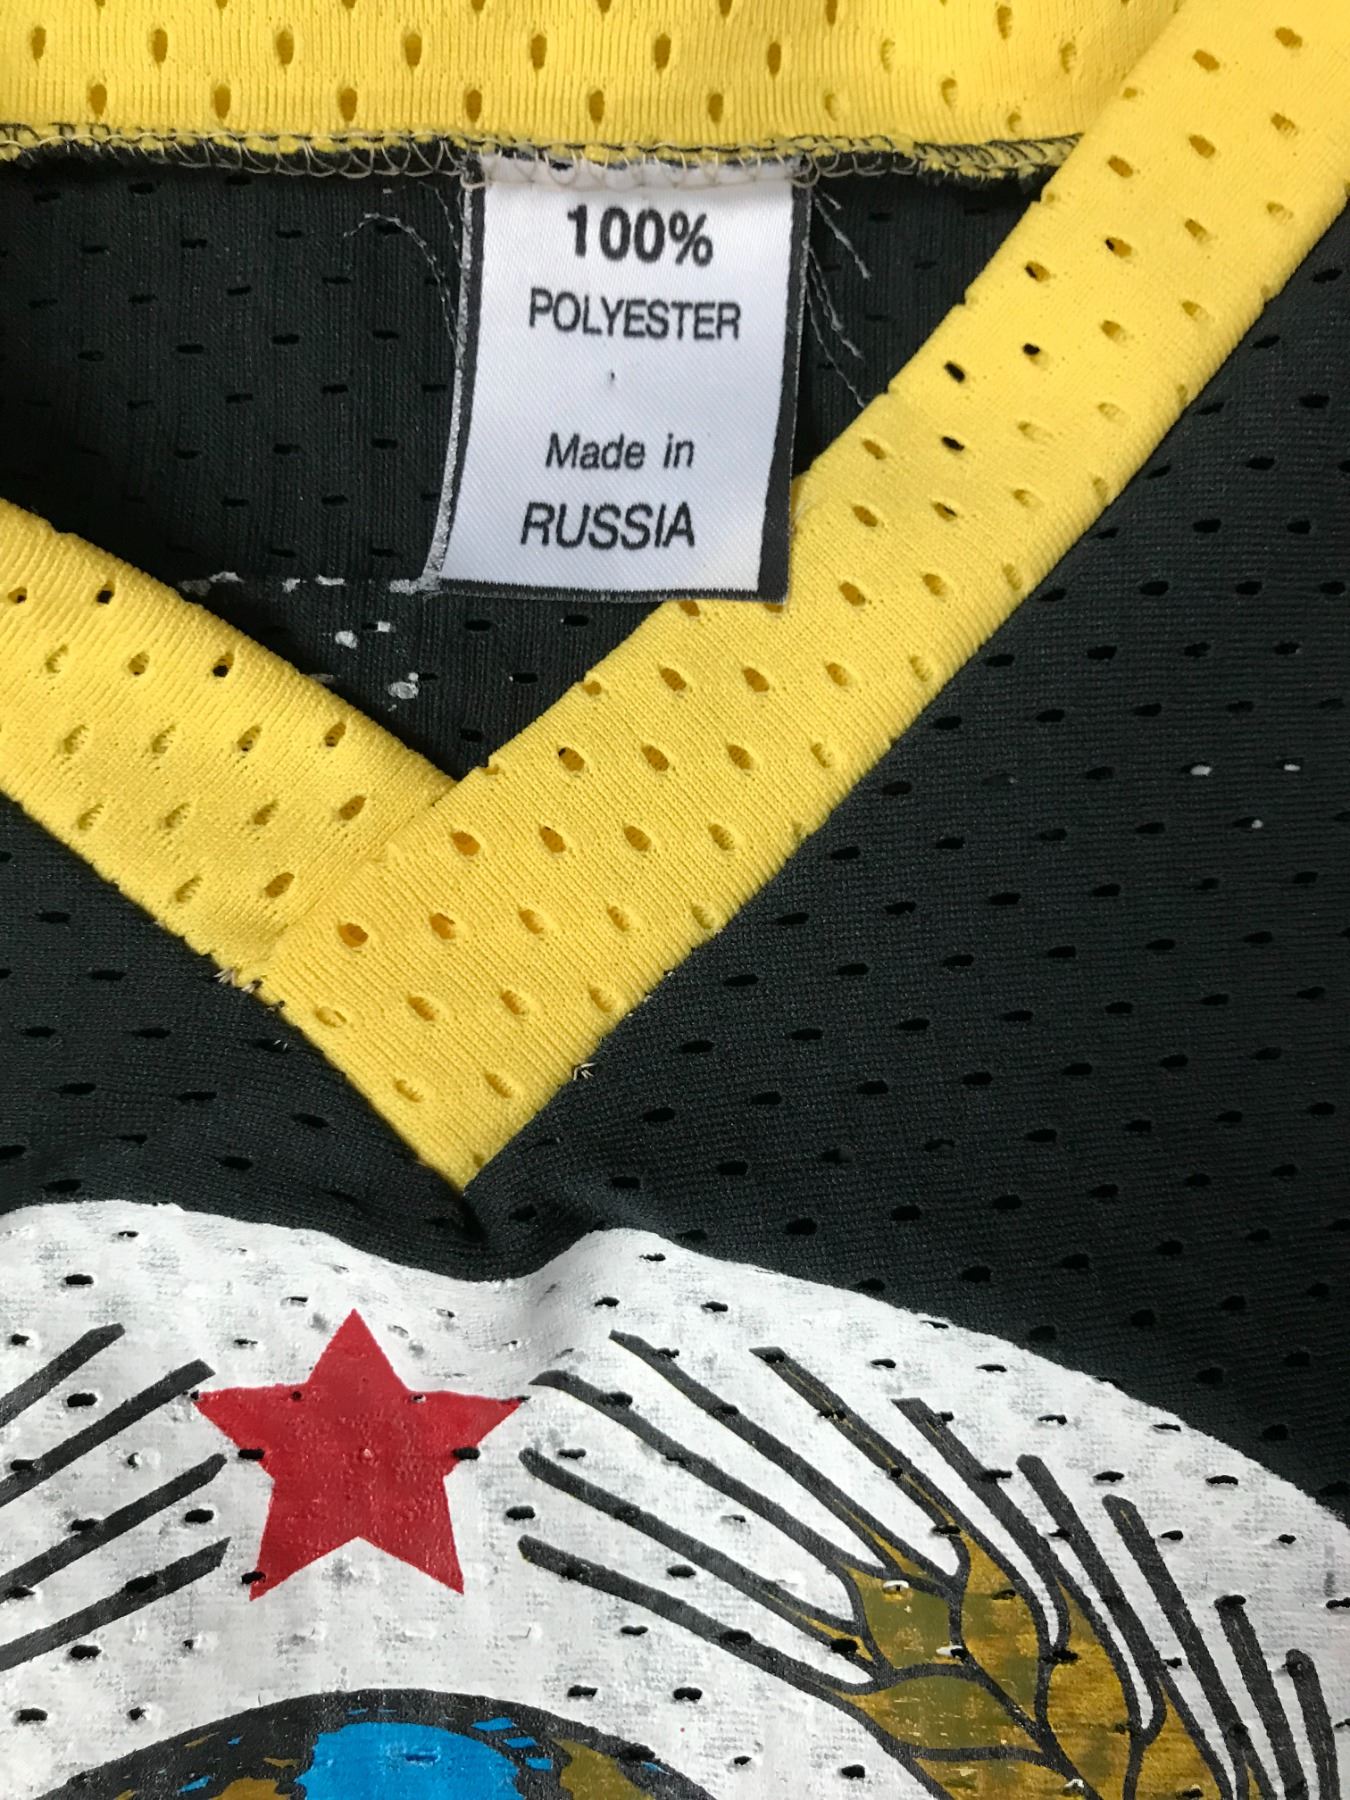 100%
POLYESTER
Made in
RUSSIA